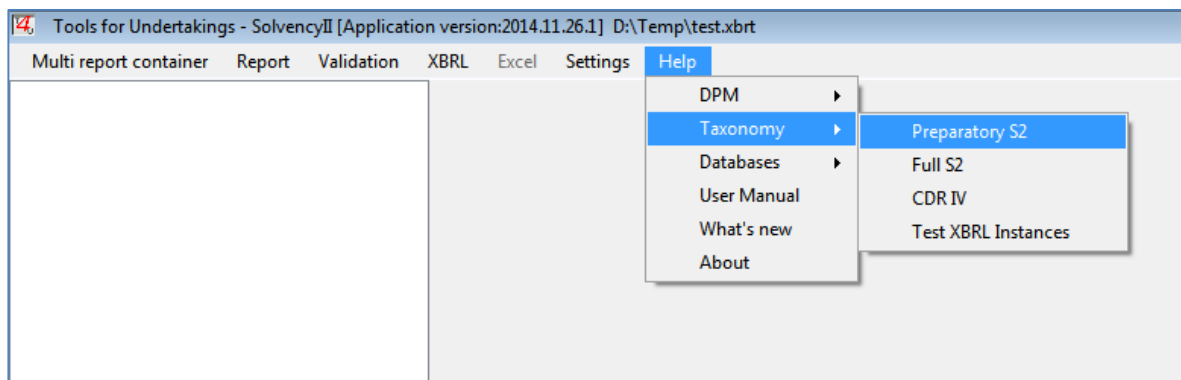 Tools for Undertakings - SolvencyII [Application version:2014.11.26.1] D:\Temp\test.xbrt
Multi report container Report Validation XBRL Excel Settings Help
DPM
Taxonomy
Preparatory S2
Databases
Full S2
User Manual
CDR IV
What's new
Test XBRL Instances
About